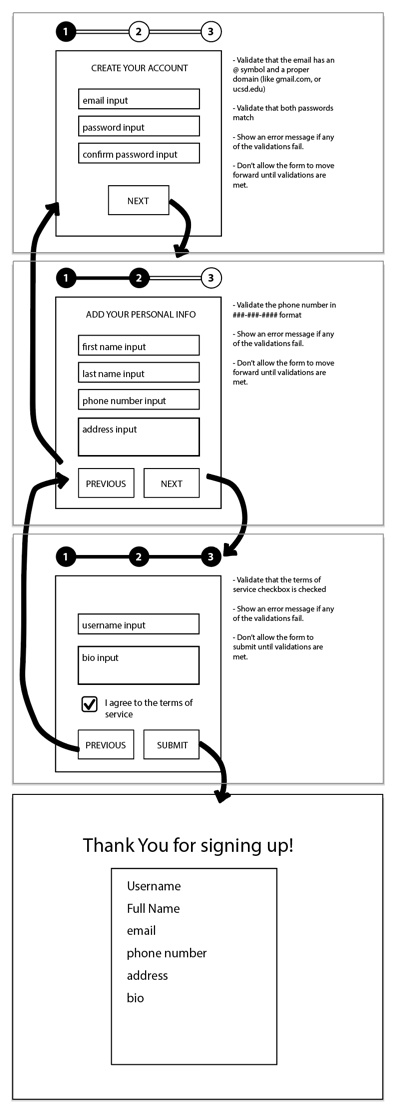 1 2 3
CREATE YOUR ACCOUNT
email input
password input
confirm password input
NEXT
- Validate that the email has an
@ symbol and a proper
domain (like gmail.com, or
ucsd.edu)
- Validate that both passwords
match
- Show an error message if any
of the validations fail.
- Don't allow the form to move
forward until validations are
met.
1 2 3
ADD YOUR PERSONAL INFO
first name input
last name input
phone number input
address input
PREVIOUS NEXT
- Validate the phone number in
###-###-#### format
- Show an error message if any
of the validations fail.
- Don't allow the form to move
forward until validations are
met.
1 2 3
username input
bio input
I agree to the terms of
service
PREVIOUS SUBMIT
- Validate that the terms of
service checkbox is checked
- Show an error message if any
of the validations fail.
- Don't allow the form to
submit until validations are
met.
Thank You for signing up!
Username
Full Name
email
phone number
address
bio